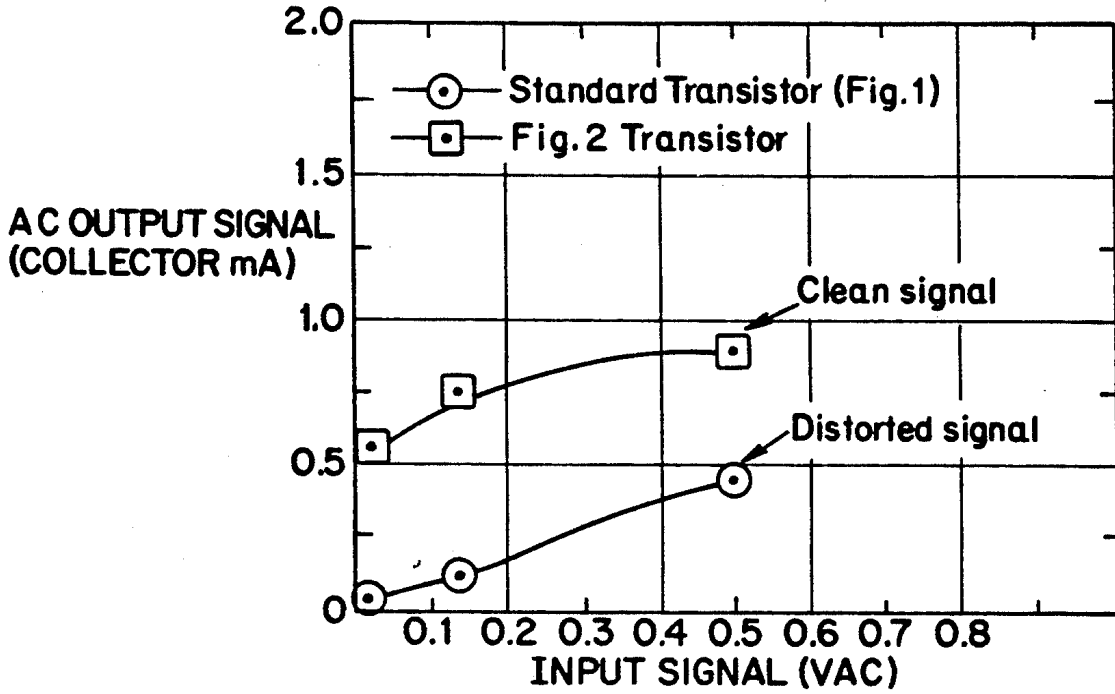 2.0
Standard Transistor (Fig.1)
Fig.2 Transistor
1.5
AC OUTPUT SIGNAL
(COLLECTOR mA)
Clean signal
1.0
Distorted signal
0.5
0
0.1 0.2 0.3 0.4 0.5 0.6 0.7 0.8
INPUT SIGNAL (VAC)